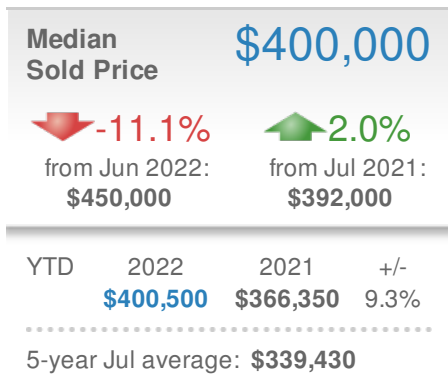 Median $400,000
Sold Price
-11.1% 2.0%
from Jun 2022: from Jul 2021:
$450,000 $392,000
YTD 2022 2021 +/-
$400,500 $366,350 9.3%
5-year Jul average: $339,430